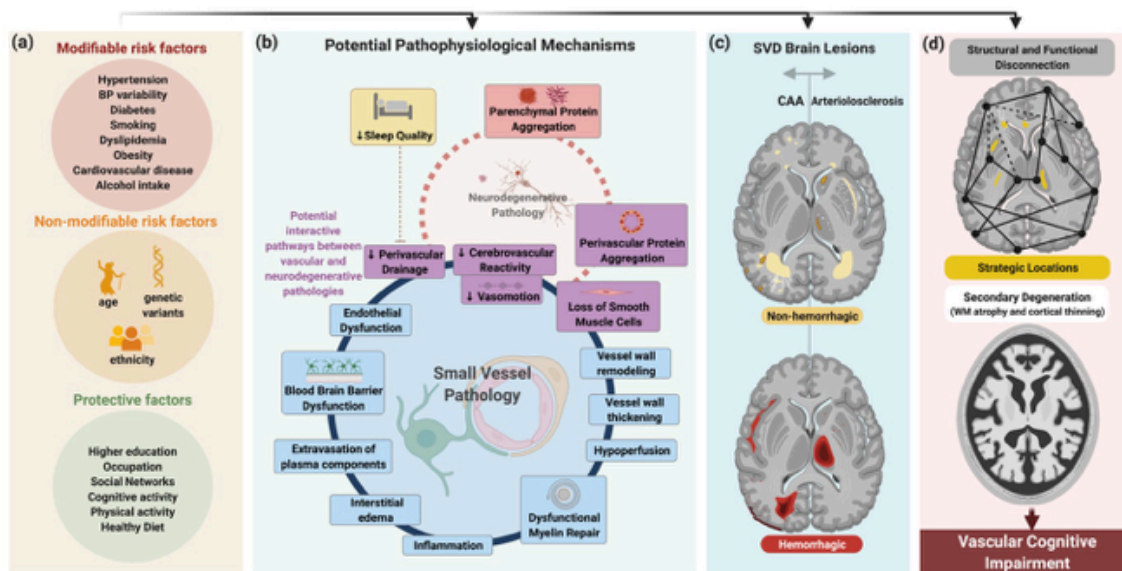 (a)
Modifiable risk factors
Hypertension
BP variability
Diabetes
Smoking
Dyslipidemia
Obesity
Cardiovascular disease
Alcohol intake
Non-modifiable risk factors
age
genetic
variants
ethnicity
Protective factors
Higher education
Occupation
Social Networks
Cognitive activity
Physical activity
Healthy Diet
(b)
Potential Pathophysiological Mechanisms
↓Sleep Quality
Parenchymal Protein
Aggregation
Neurodegenerative
Pathology
Potential
interactive
pathways between
vascular and
neurodegenerative
pathologies
↓ Perivascular
Drainage
↓ Cerebrovascular
Reactivity
↓ Vasomotion
Perivascular Protein
Aggregation
Loss of Smooth
Muscle Cells
Endothelial
Dysfunction
Blood Brain Barrier
Dysfunction
Extravasation of
plasma components
Interstitial
edema
Inflammation
Dysfunctional
Myelin Repair
Hypoperfusion
Vessel wall
thickening
Vessel wall
remodeling
Small Vessel
Pathology
(c)
SVD Brain Lesions
CAA
Arteriolosclerosis
Non-hemorrhagic
Hemorrhagic
(d)
Structural and Functional
Disconnection
Strategic Locations
Secondary Degeneration
(WM atrophy and cortical thinning)
Vascular Cognitive
Impairment